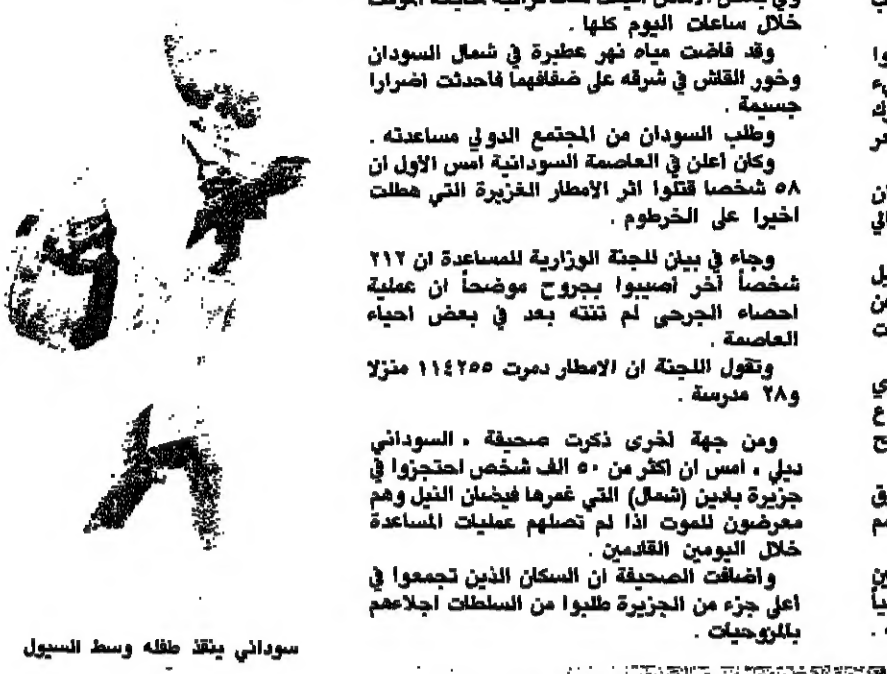 خلال ساعات اليوم كلها .
وقد فاضت مياه نهر عطبرة في شمال السودان
وخور القاش في شرقه على ضفافهما فأحدثت اضرارا
جسيمة .
وطلب السودان من المجتمع الدولي مساعدته .
وكان أعلن في العاصمة السودانية امس الأول ان
٥٨ شخصا قتلوا اثر الأمطار الغزيرة التي هطلت
اخيرا على الخرطوم .
وجاء في بيان للجنة الوزارية للمساعدة ان ٢١٢
شخصاً آخر اصيبوا بجروح موضحاً ان عملية
احصاء الجرحى لم تنته بعد في بعض احياء
العاصمة .
وتقول اللجنة ان الامطار دمرت ١١٤٢٥٥ منزلا
و٢٨ مدرسة .
ومن جهة اخرى ذكرت صحيفة ، السوداني
ديلي ، امس ان اكثر من ٥٠ الف شخص احتجزوا في
جزيرة بادين (شمال) التي غمرها فيضان النيل وهم
معرضون للموت اذا لم تصلهم عمليات المساعدة
خلال اليومين القادمين .
واضافت الصحيفة ان السكان الذين تجمعوا في
أعلى جزء من الجزيرة طلبوا من السلطات اجلاءهم
بالمروحيات .
سوداني ينقذ طفله وسط السيول